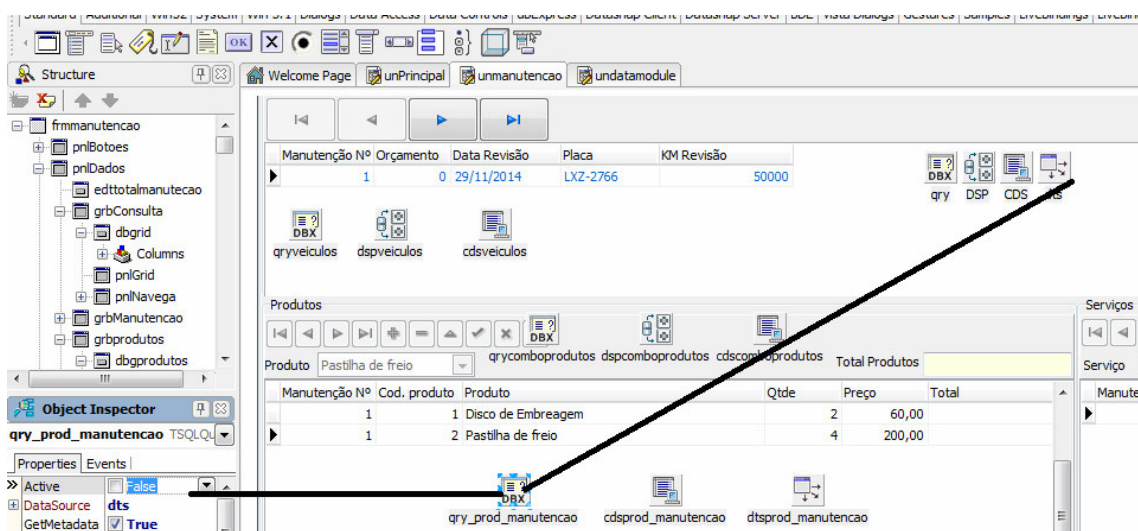 Standard Additional Win32 System Win 3.1 Dialogs Data Access Data Controls dbExpress Datasnap Client Datasnap Server BDE Vista Dialogs Gestures Samples LiveBindings
OK
Structure
Welcome Page unPrincipal unmanutencao undatamodule
frmmanutencao
pnlBotoes
pnlDados
edttotalmanutecao
grbConsulta
dbgrid
Columns
pnlGrid
pnlNavega
grbManutencao
grbprodutos
dbgprodutos
Manutenção Nº Orçamento Data Revisão Placa KM Revisão
1 0 29/11/2014 LXZ-2766 50000
DBX
qry DSP CDS dts
DBX
qryveiculos dspveiculos cdsveiculos
Produtos Serviços
DBX
qrycomboprodutos dspcomboprodutos cdscomboprodutos
Produto Pastilha de freio Total Produtos Serviço
Manutenção Nº Cod. produto Produto Qtde Preço Total Manute
1 1 Disco de Embreagem 2 60,00
1 2 Pastilha de freio 4 200,00
DBX
qry_prod_manutencao cdsprod_manutencao dtsprod_manutencao
Object Inspector
qry_prod_manutencao TSQLQu
Properties Events
Active False
DataSource dts
GetMetadata True